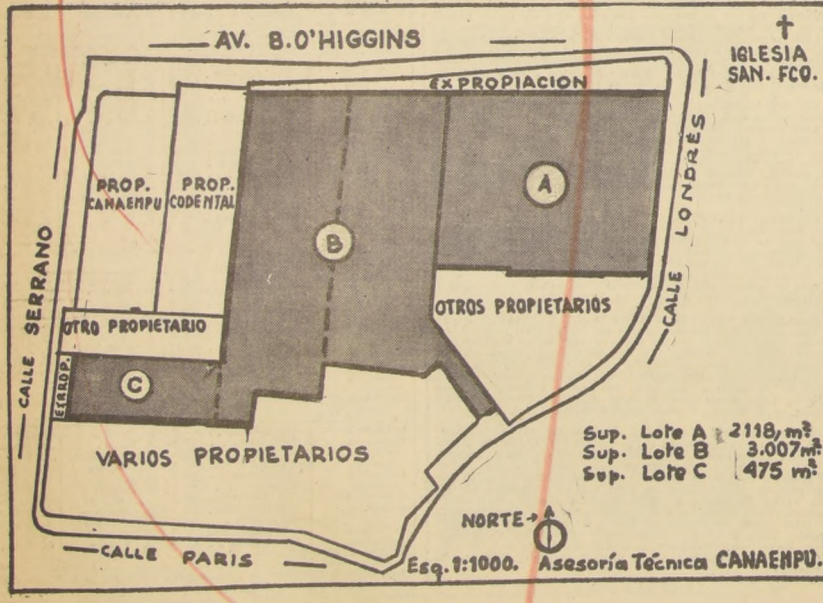 AV. B.O'HIGGINS
IGLESIA
SAN. FCO.
EXPROPIACION
CALLE LONDRES
PROP.
CANAEMPU
PROP.
CODENTAL
A
B
CALLE SERRANO
OTRO PROPIETARIO
OTROS PROPIETARIOS
EXPROP.
C
VARIOS PROPIETARIOS
Sup. Lote A 2118, m²
Sup. Lote B 3.007 m²
Sup. Lote C 475 m²
NORTE
CALLE PARIS
Esq. 1:1000. Asesoría Técnica CANAEMPU.